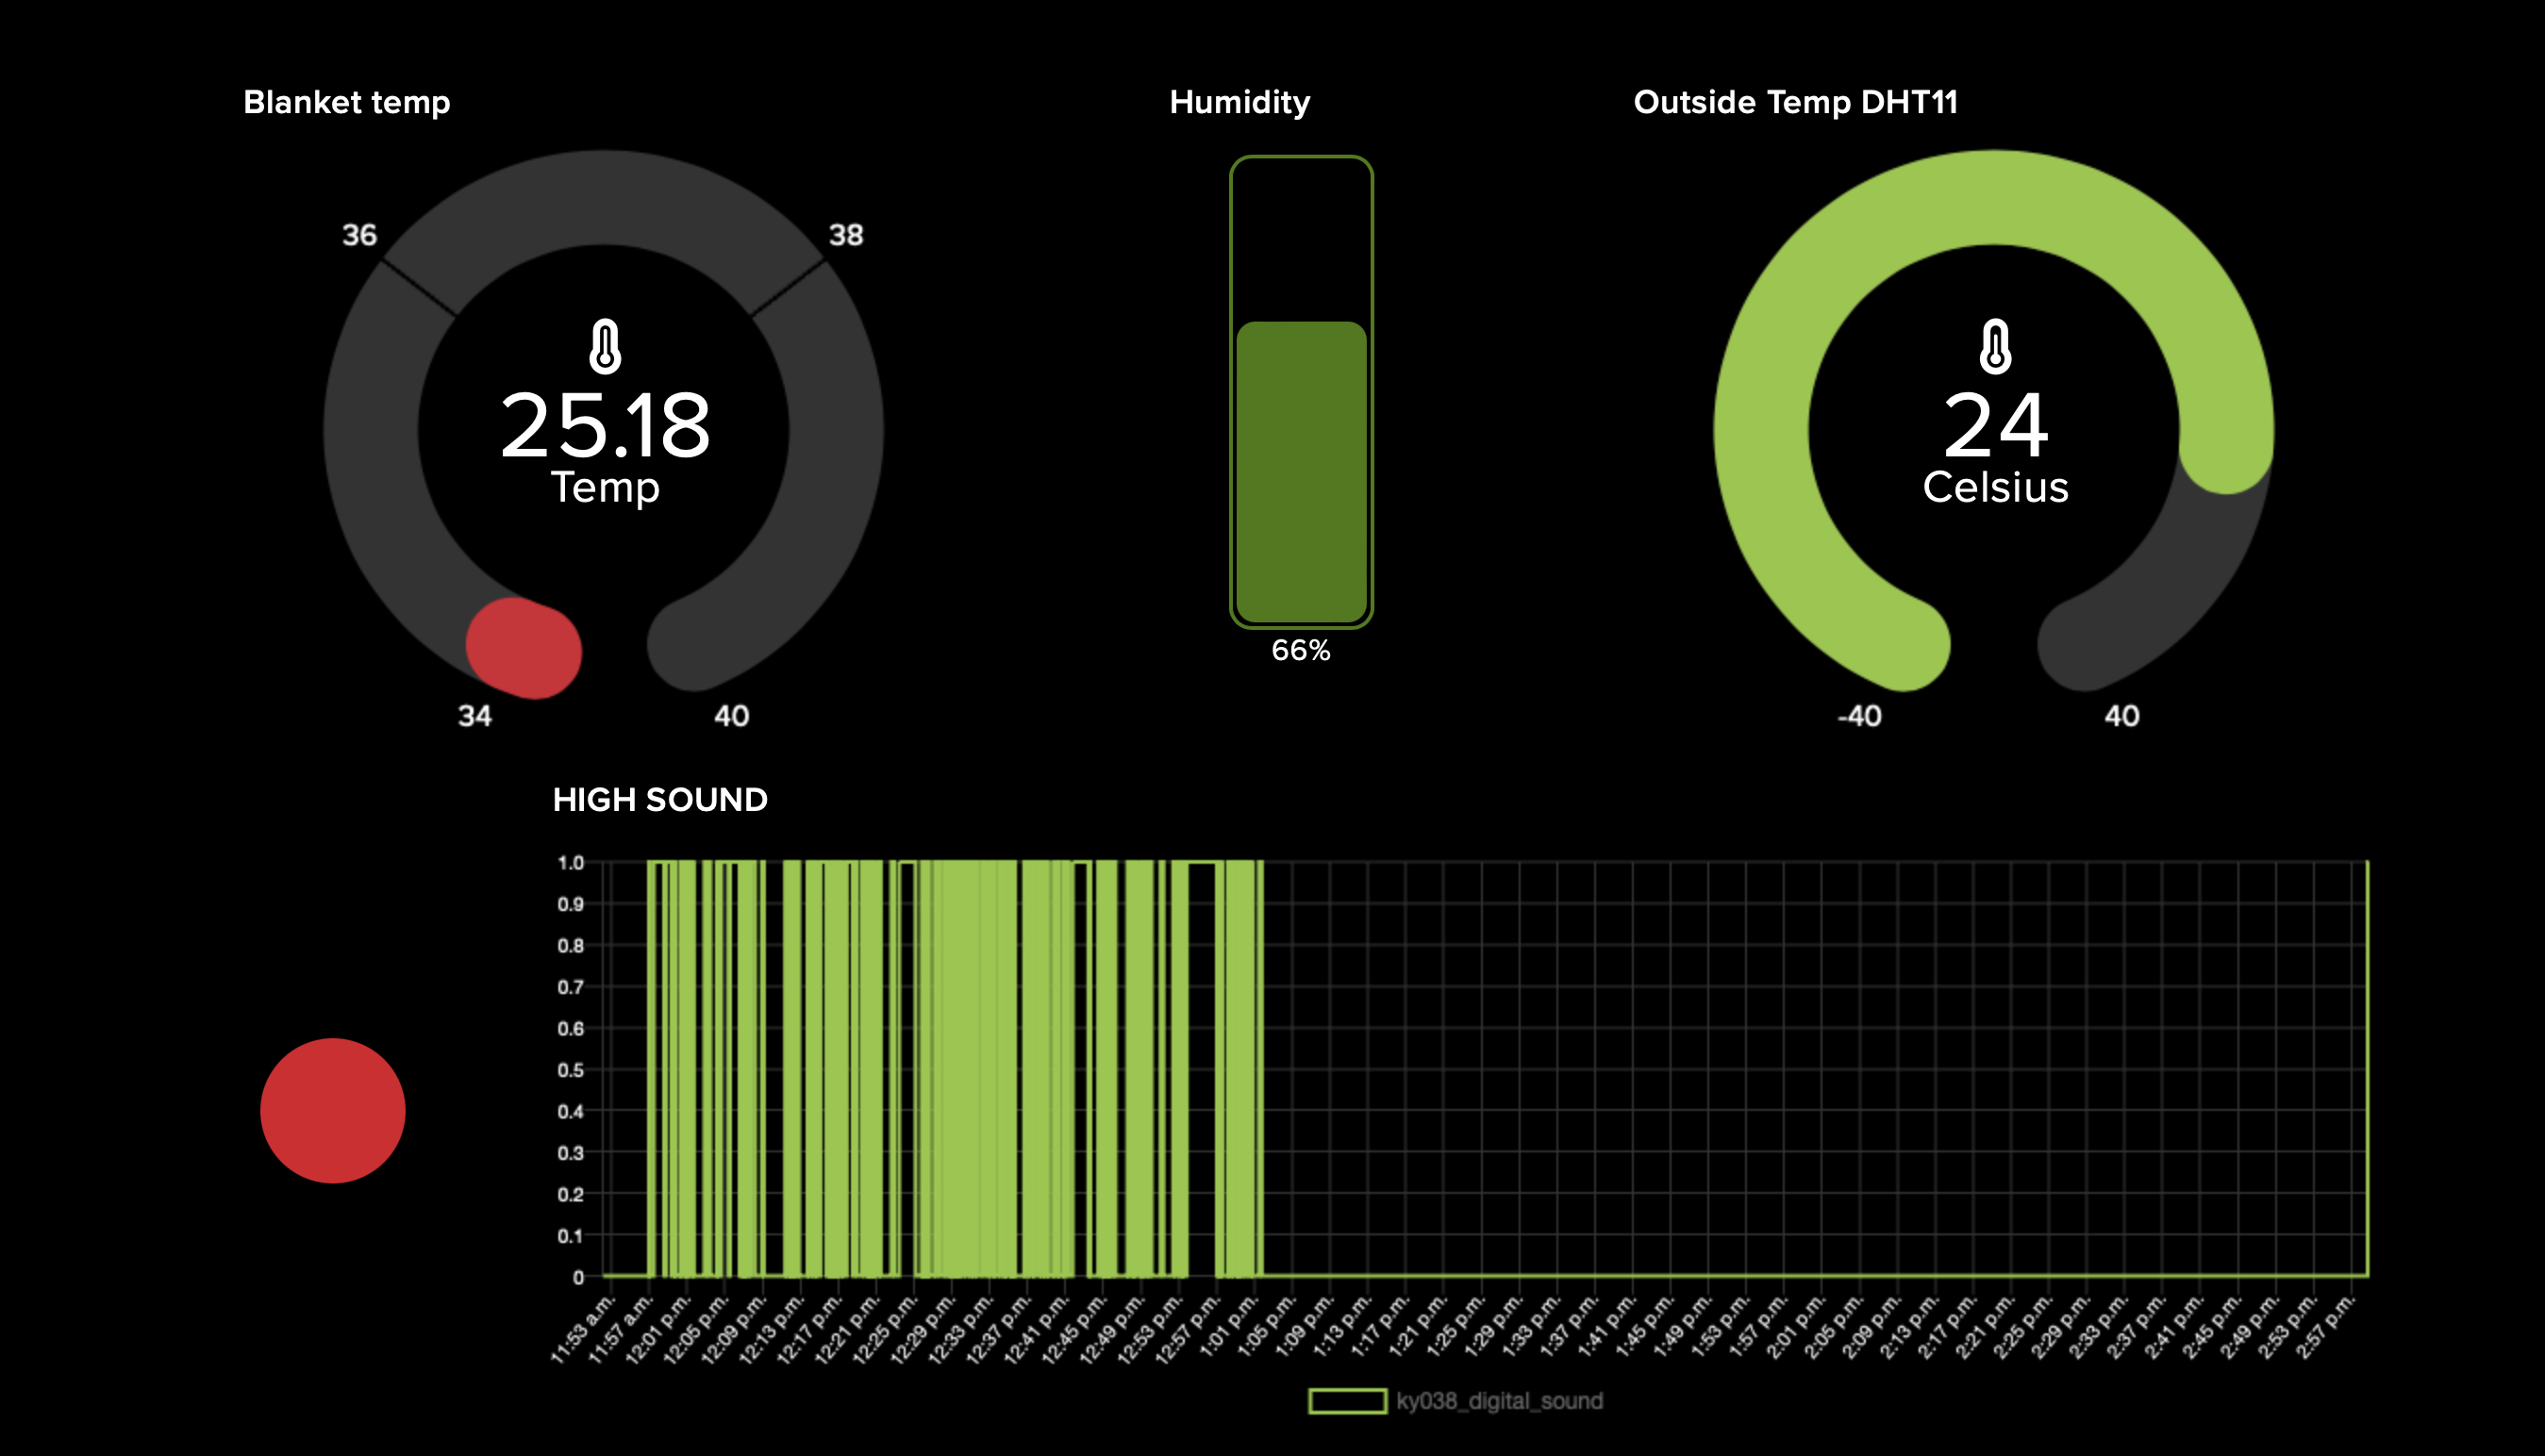 Blanket temp
36
38
25.18
Temp
34
40
Humidity
66%
Outside Temp DHT11
24
Celsius
-40
40
HIGH SOUND
1.0
0.9
0.8
0.7
0.6
0.5
0.4
0.3
0.2
0.1
0
11:53 a.m.
11:57 a.m.
12:01 p.m.
12:05 p.m.
12:09 p.m.
12:13 p.m.
12:17 p.m.
12:21 p.m.
12:25 p.m.
12:29 p.m.
12:33 p.m.
12:37 p.m.
12:41 p.m.
12:45 p.m.
12:49 p.m.
12:53 p.m.
12:57 p.m.
1:01 p.m.
1:05 p.m.
1:09 p.m.
1:13 p.m.
1:17 p.m.
1:21 p.m.
1:25 p.m.
1:29 p.m.
1:33 p.m.
1:37 p.m.
1:41 p.m.
1:45 p.m.
1:49 p.m.
1:53 p.m.
1:57 p.m.
2:01 p.m.
2:05 p.m.
2:09 p.m.
2:13 p.m.
2:17 p.m.
2:21 p.m.
2:25 p.m.
2:29 p.m.
2:33 p.m.
2:37 p.m.
2:41 p.m.
2:45 p.m.
2:49 p.m.
2:53 p.m.
2:57 p.m.
ky038_digital_sound